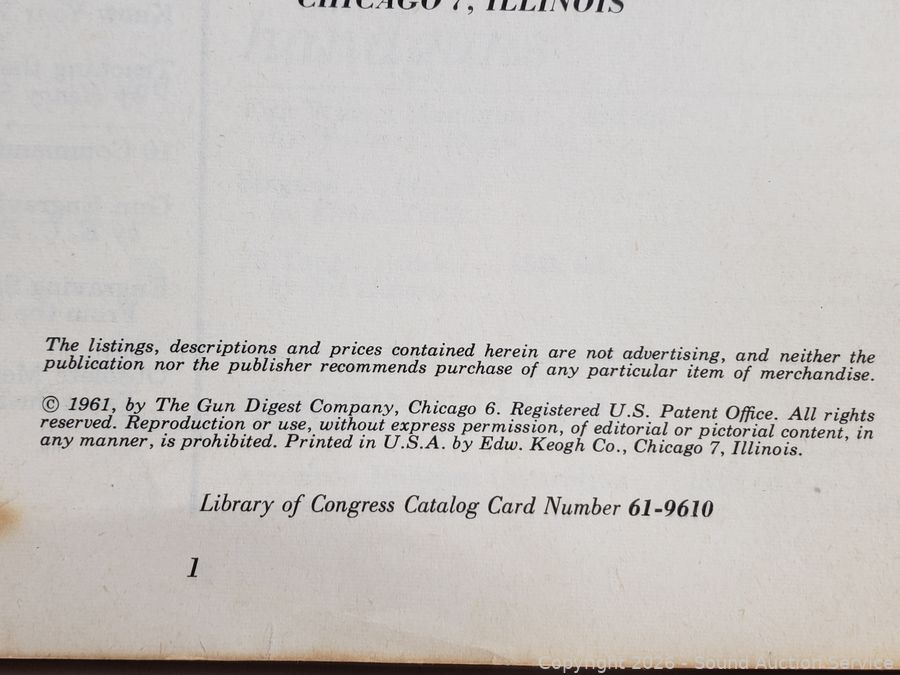 CHICAGO 7, ILLINOIS
The listings, descriptions and prices contained herein are not advertising, and neither the
publication nor the publisher recommends purchase of any particular item of merchandise.
© 1961, by The Gun Digest Company, Chicago 6. Registered U.S. Patent Office. All rights
reserved. Reproduction or use, without express permission, of editorial or pictorial content, in
any manner, is prohibited. Printed in U.S.A. by Edw. Keogh Co., Chicago 7, Illinois.
Library of Congress Catalog Card Number 61-9610
1
Copyright 2026 - Sound Auction Service